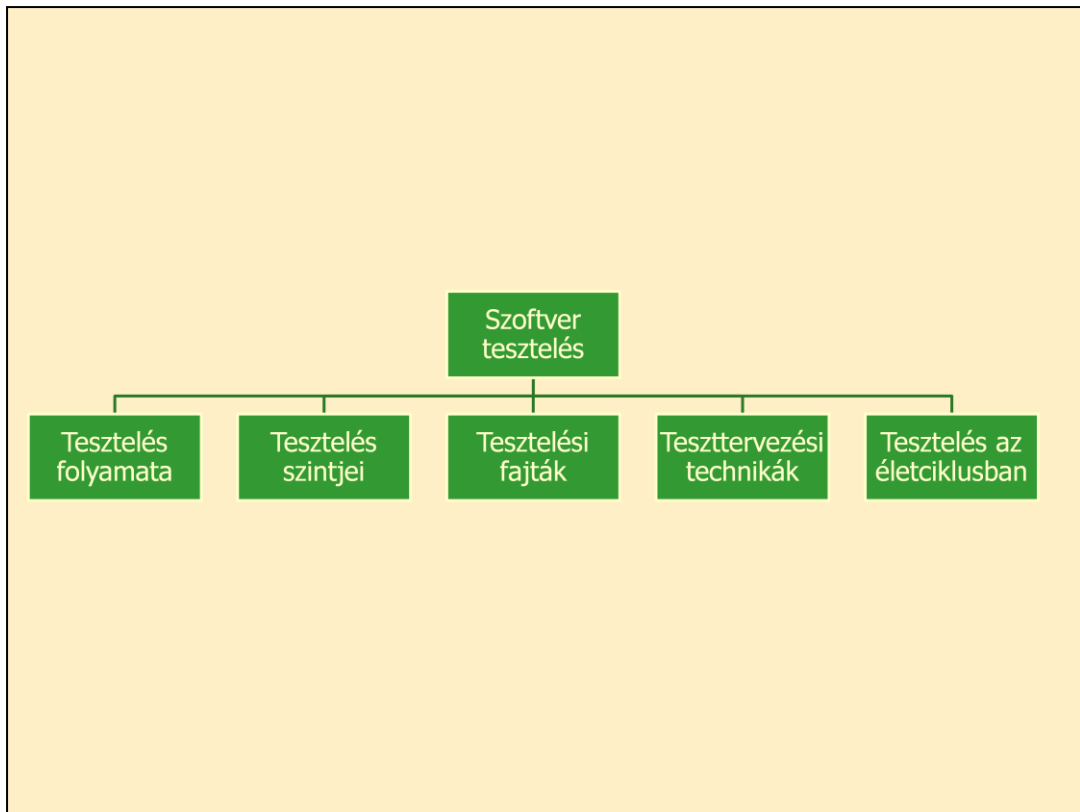 Szoftver
tesztelés
Tesztelés
folyamata
Tesztelés
szintjei
Tesztelési
fajták
Teszttervezési
technikák
Tesztelés az
életciklusban